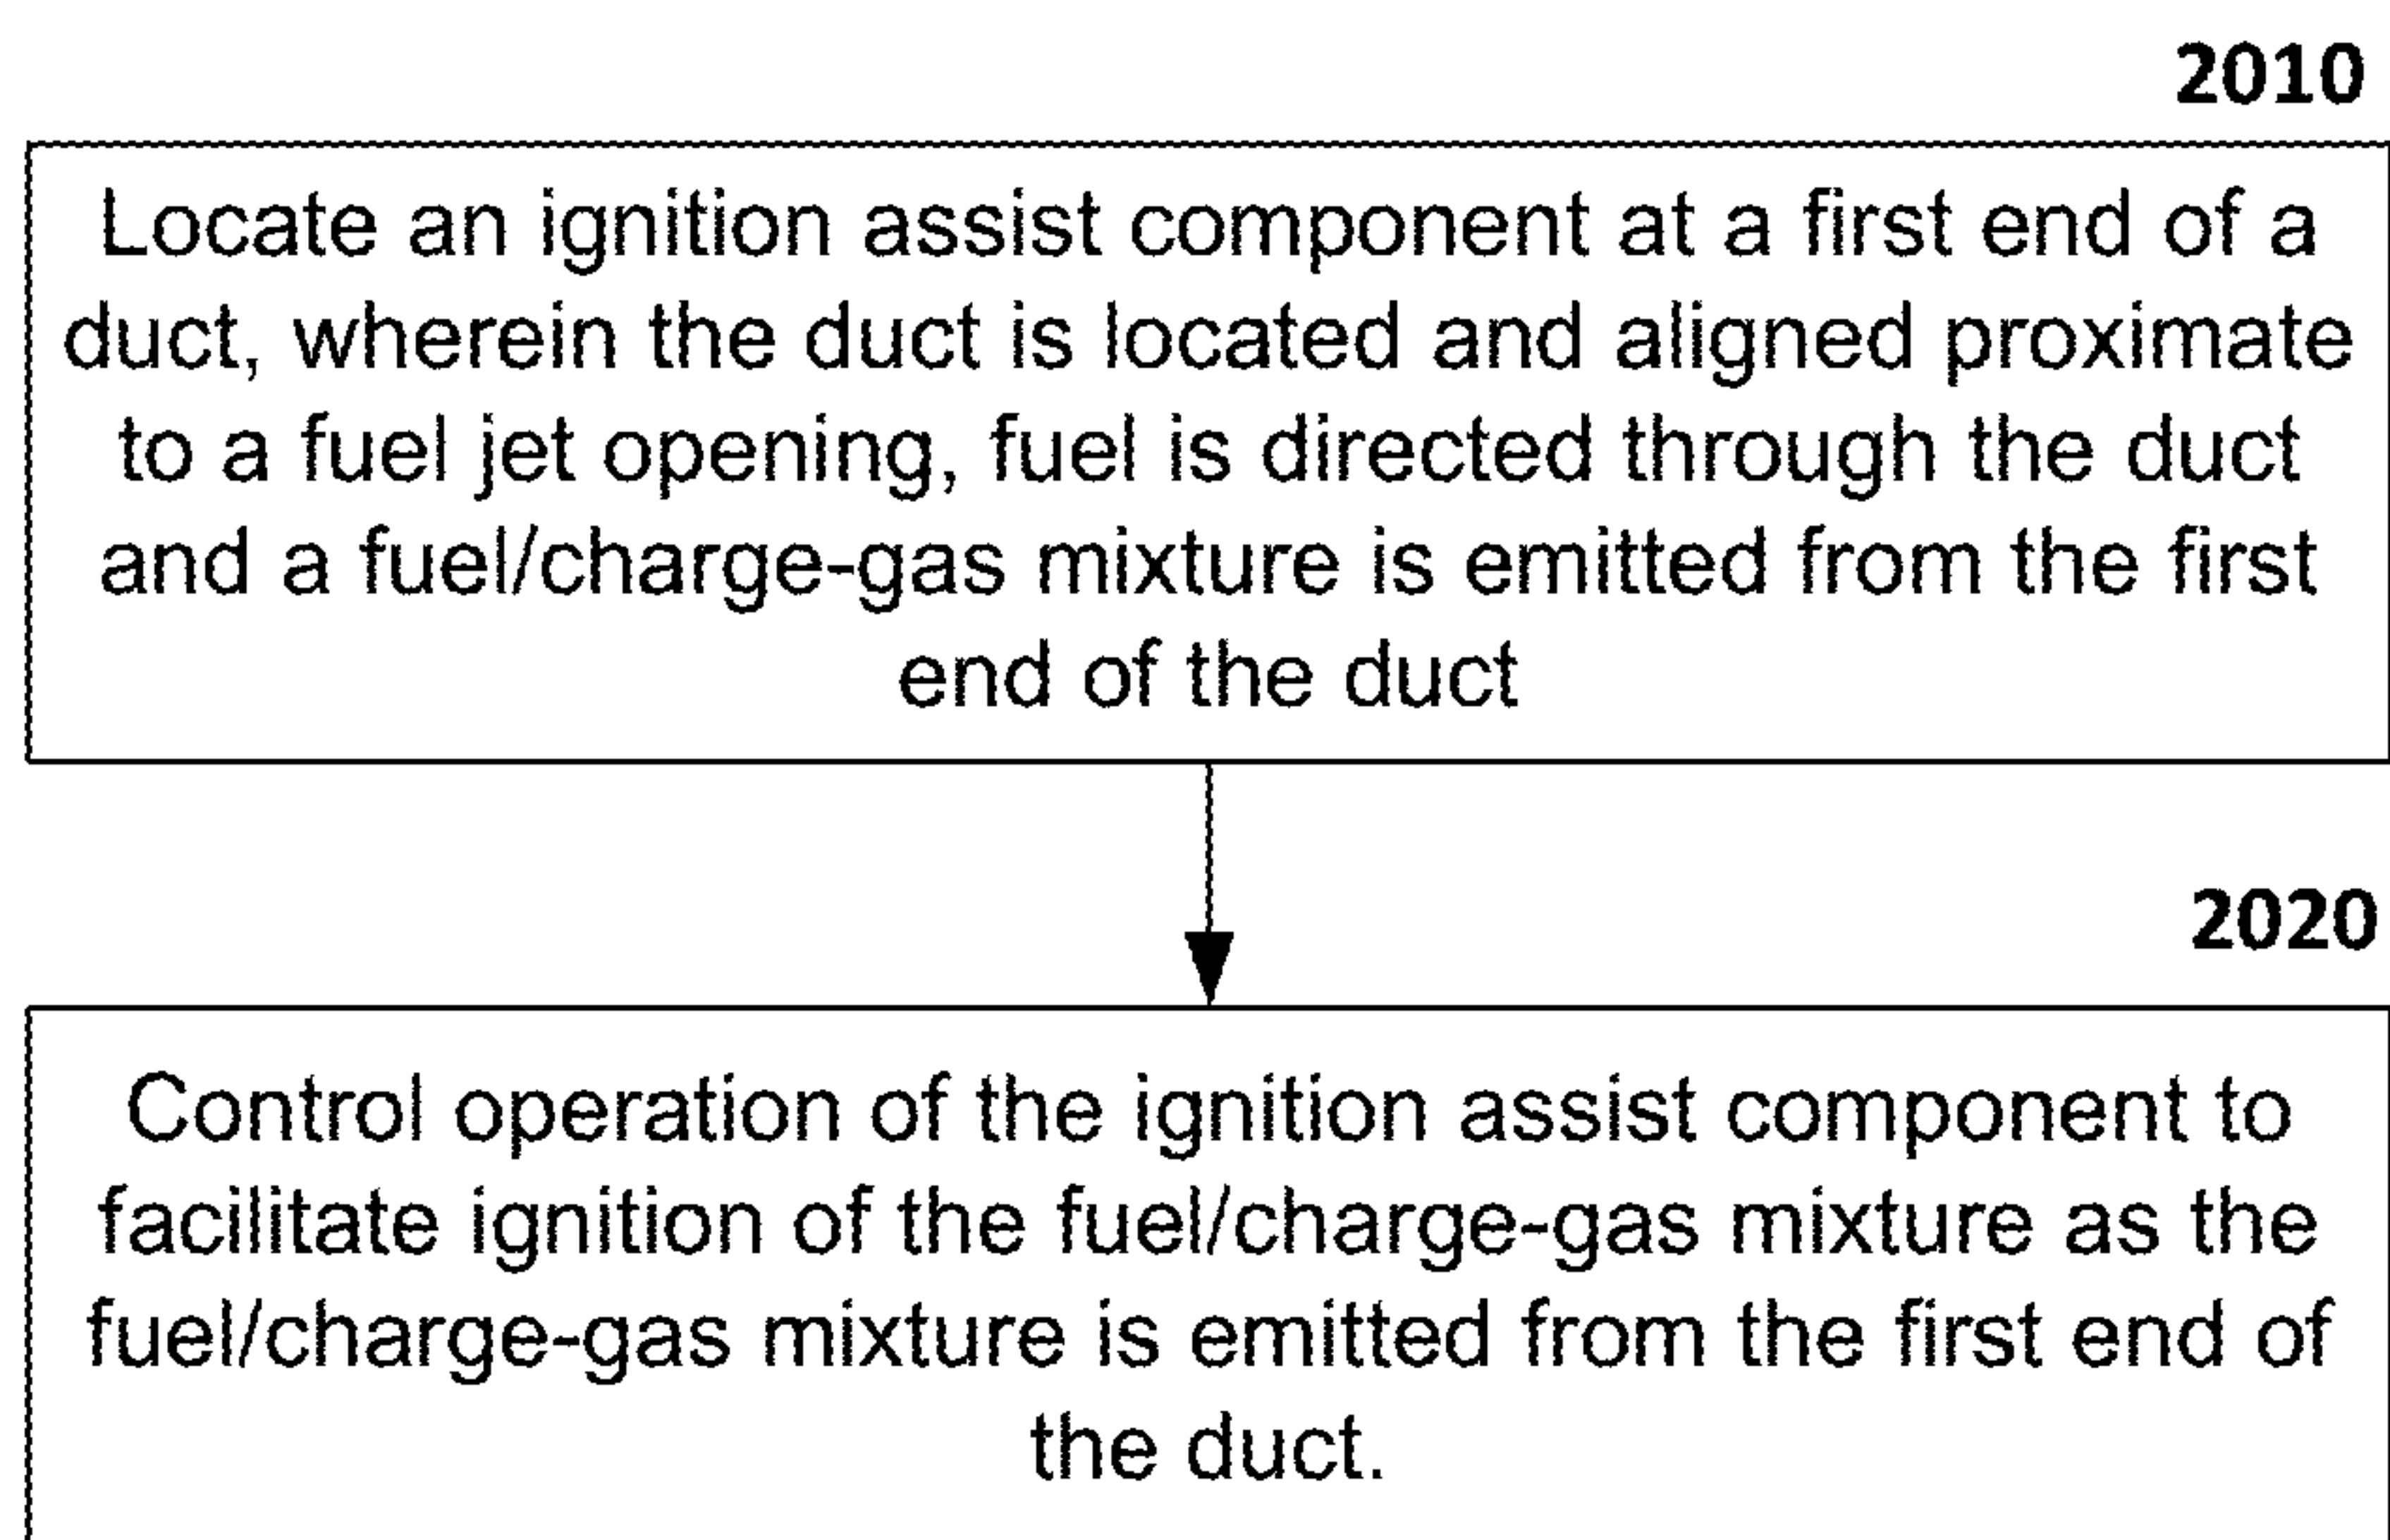 2010
Locate an ignition assist component at a first end of a
duct, wherein the duct is located and aligned proximate
to a fuel jet opening, fuel is directed through the duct
and a fuel/charge-gas mixture is emitted from the first
end of the duct
2020
Control operation of the ignition assist component to
facilitate ignition of the fuel/charge-gas mixture as the
fuel/charge-gas mixture is emitted from the first end of
the duct.